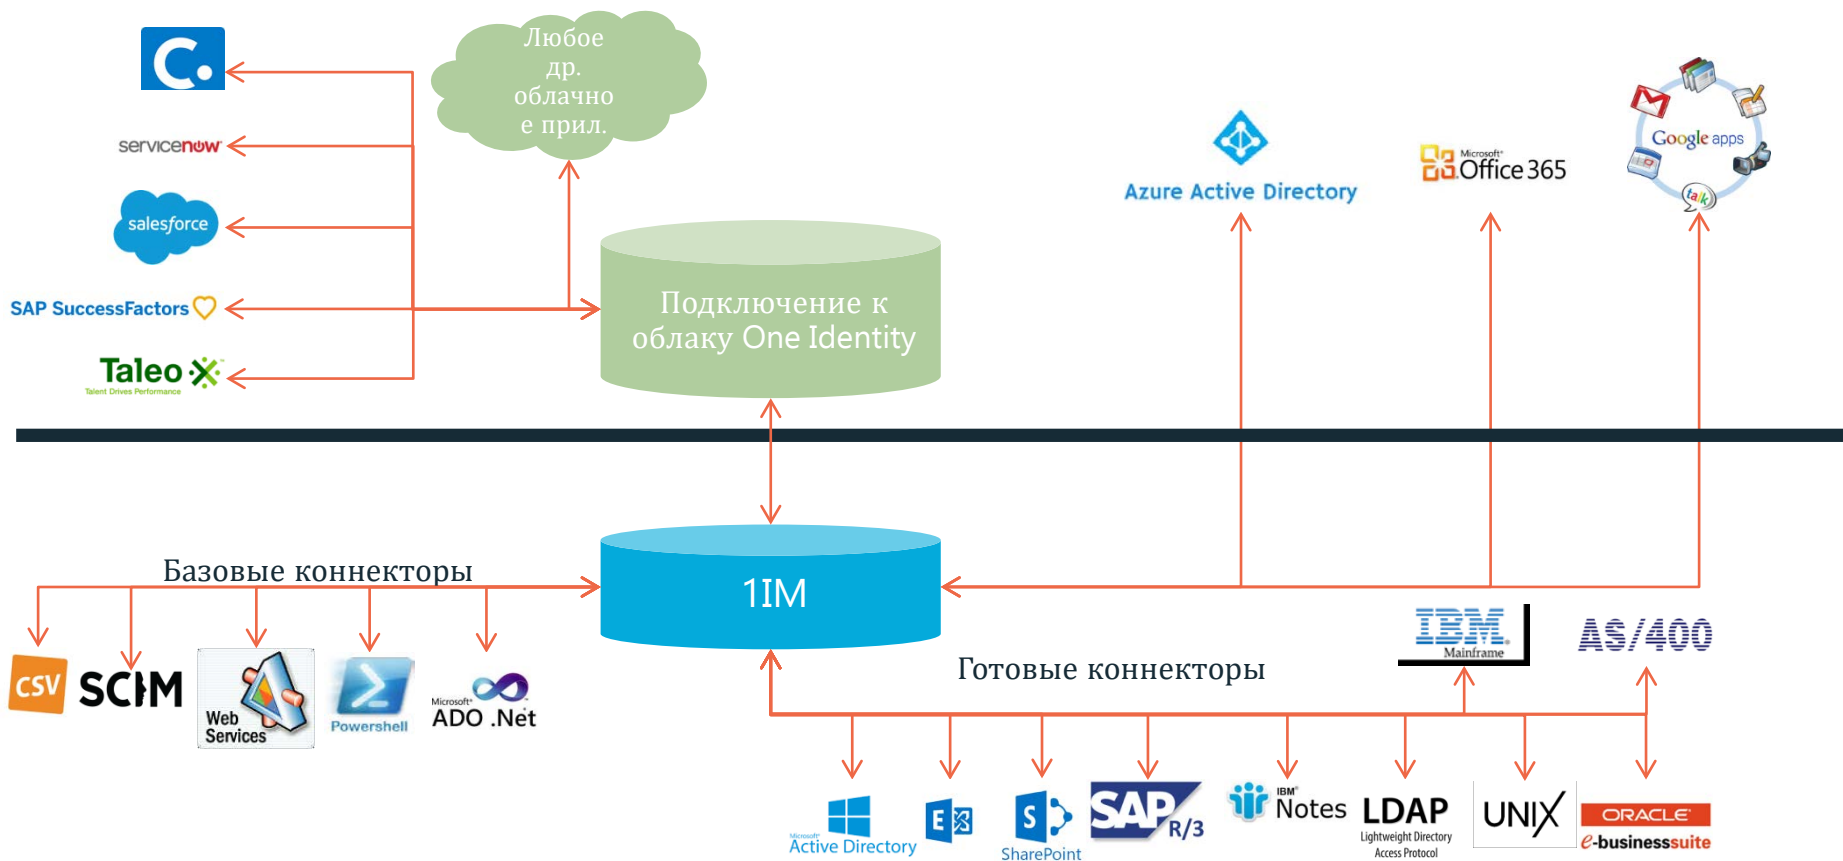 Любое
др.
облачно
е прил.
servicenow
salesforce
SAP SuccessFactors
Taleo
Talent Drives Performance
Подключение к
облаку One Identity
Azure Active Directory
Microsoft
Office 365
Google apps
talk
Базовые коннекторы
1IM
CSV
SCIM
Web
Services
Powershell
Microsoft
ADO .Net
Готовые коннекторы
IBM
Mainframe
AS/400
Microsoft
Active Directory
E
S
SharePoint
SAP
R/3
IBM
Notes
LDAP
Lightweight Directory
Access Protocol
UNIX
ORACLE
e-businesssuite